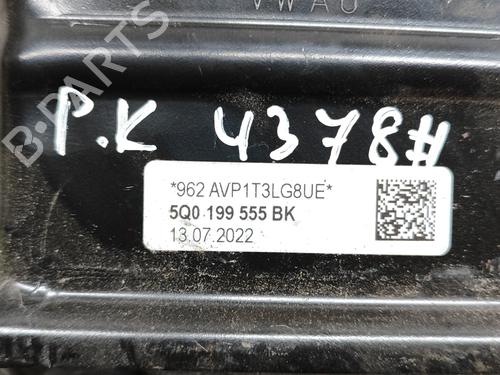 VWAG
B-PARTS
P.K 4378#
*962 AVP1T3LG8UE*
5Q0 199 555 BK
13.07.2022